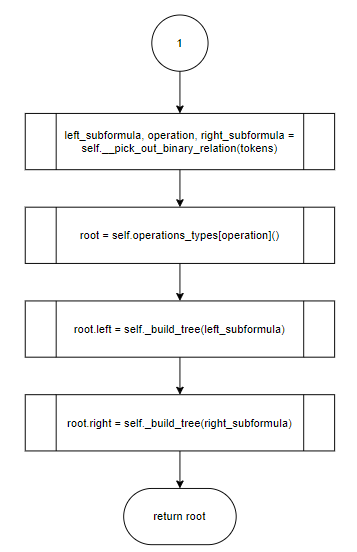 1
left_subformula, operation, right_subformula =
self.__pick_out_binary_relation(tokens)
root = self.operations_types[operation]()
root.left = self._build_tree(left_subformula)
root.right = self._build_tree(right_subformula)
return root